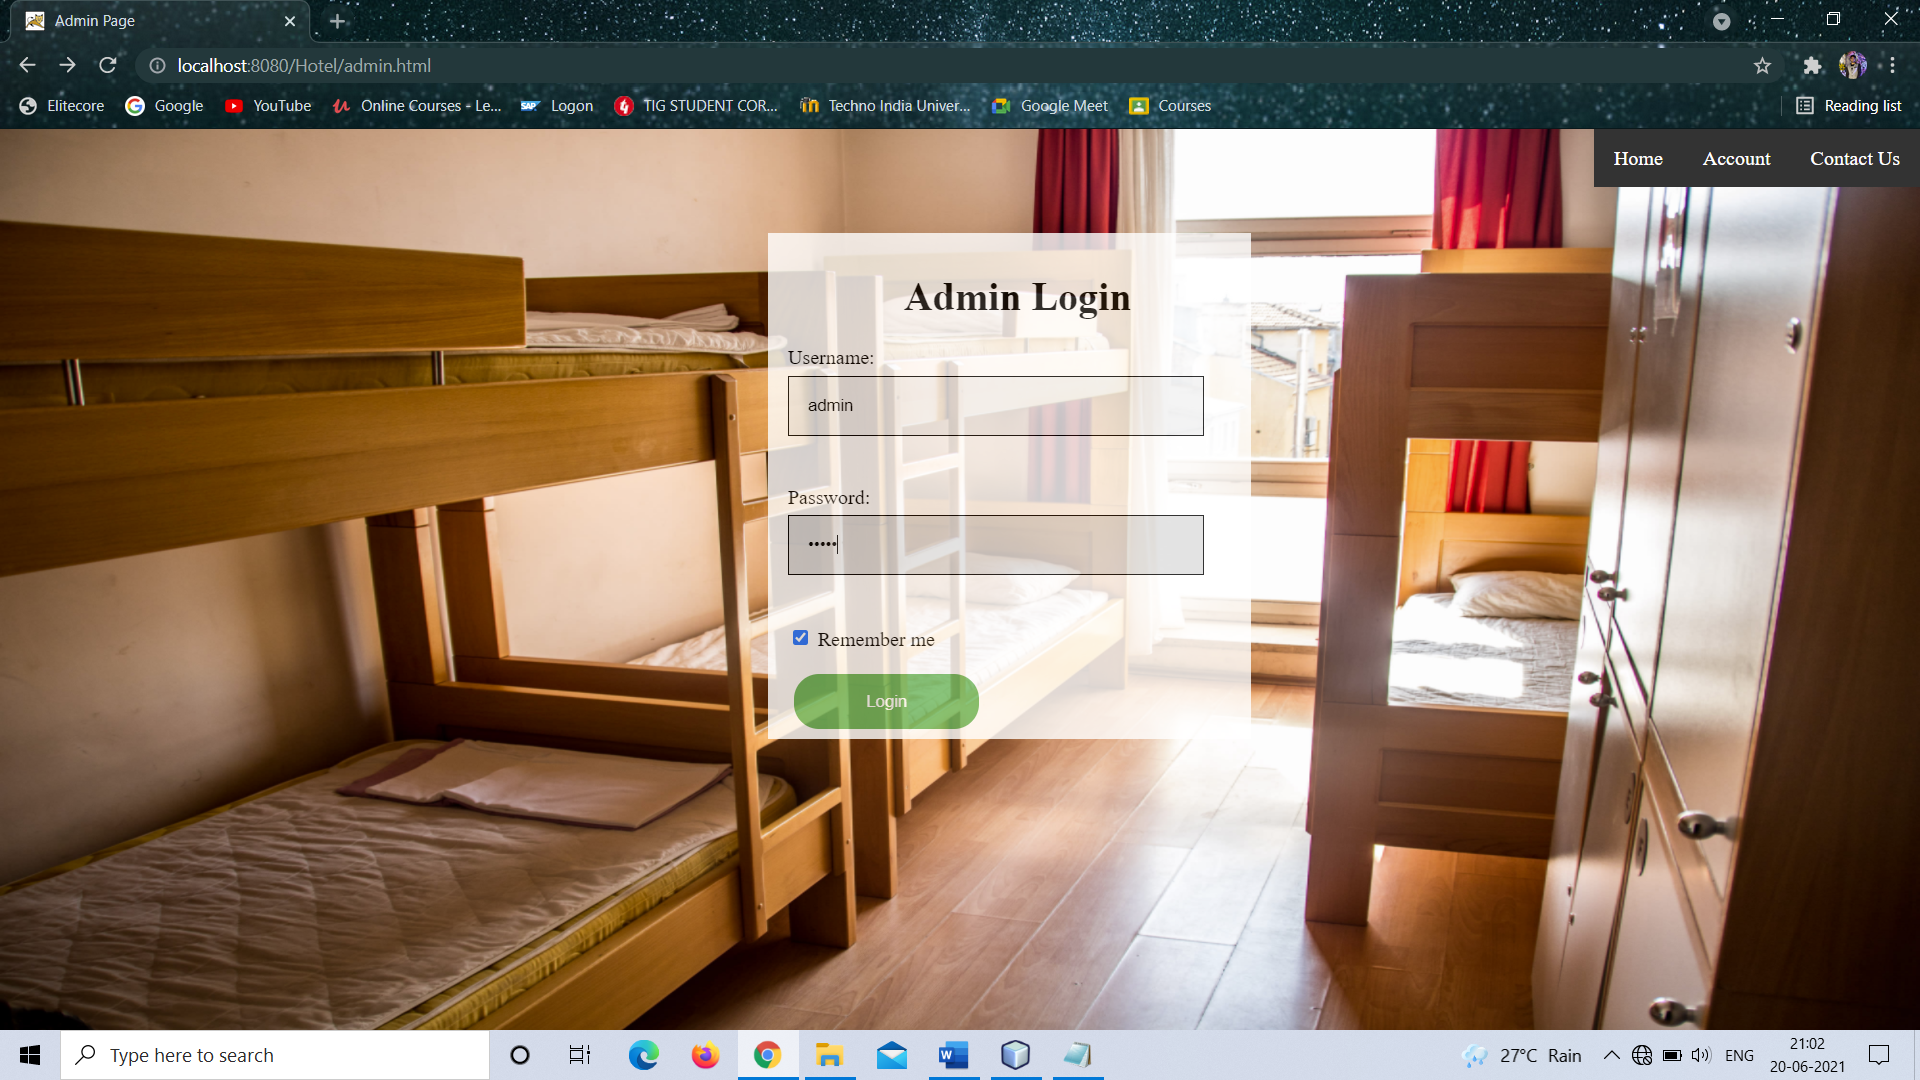 Admin Page
localhost:8080/Hotel/admin.html
Elitecore Google YouTube Online Courses - Le... Logon TIG STUDENT COR... Techno India Univer... Google Meet Courses Reading list
Home Account Contact Us
Admin Login
Username:
admin
Password:
•••••
Remember me
Login
Type here to search
27°C Rain
ENG
21:02
20-06-2021